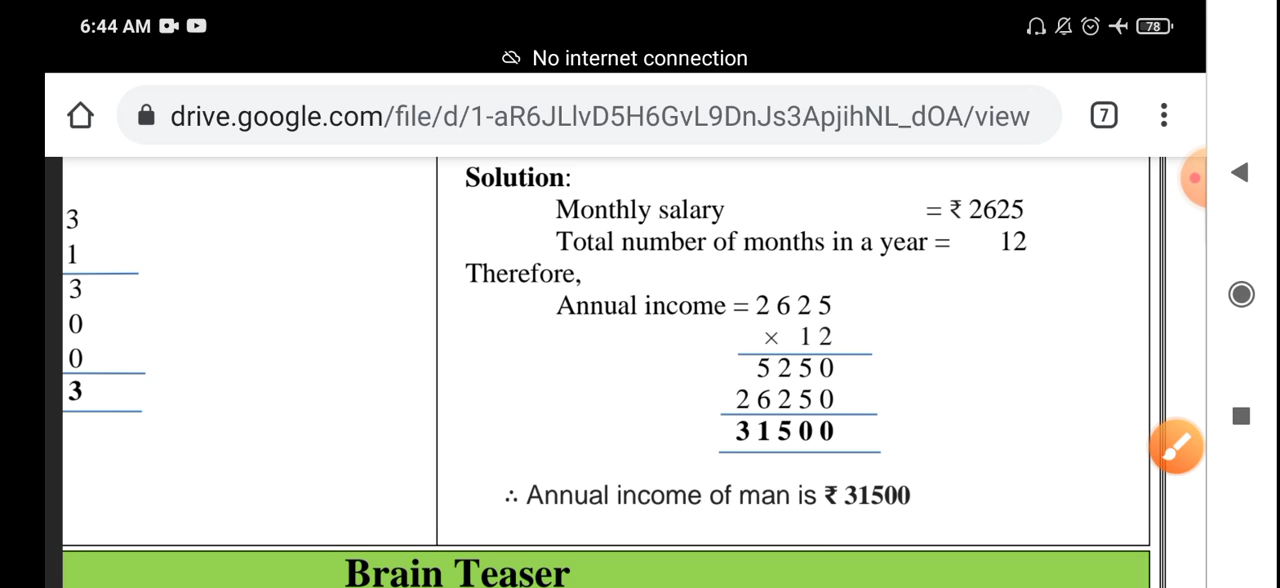 6:44 AM
78
No internet connection
drive.google.com/file/d/1-aR6JLlvD5H6GvL9DnJs3ApjihNL_dOA/view
7
3
1
3
0
0
3
Solution:
Monthly salary = ₹ 2625
Total number of months in a year = 12
Therefore,
Annual income = 2 6 2 5
× 1 2
5 2 5 0
2 6 2 5 0
3 1 5 0 0
∴ Annual income of man is ₹ 31500
Brain Teaser